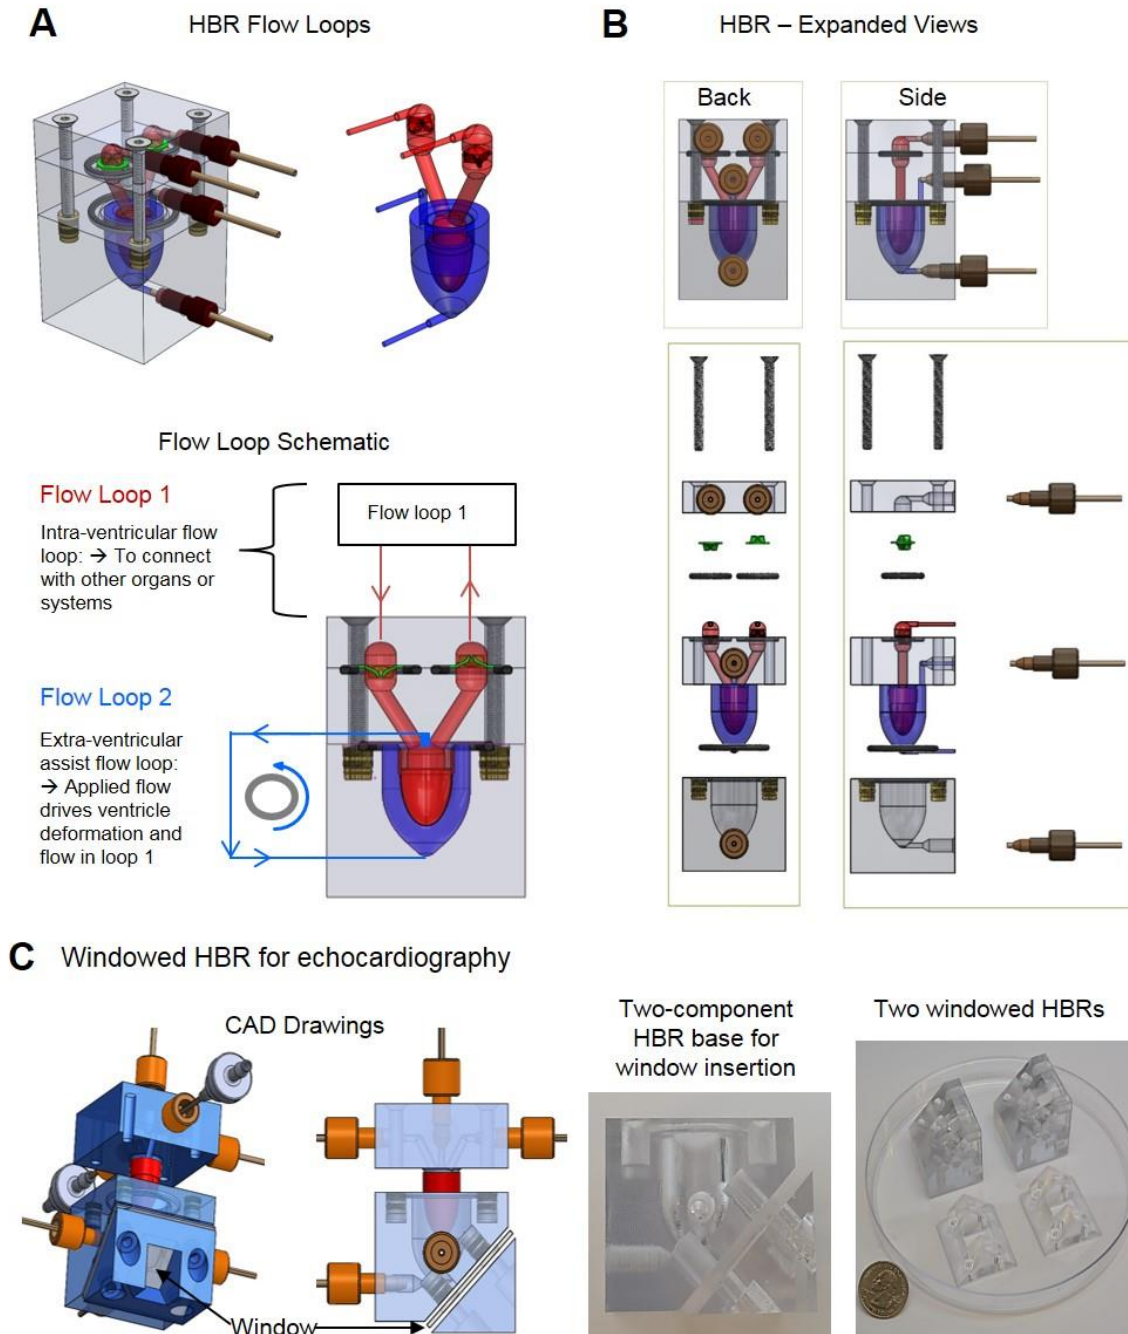 A
HBR Flow Loops
B
HBR – Expanded Views
Back
Side
Flow Loop Schematic
Flow Loop 1
Intra-ventricular flow
loop: → To connect
with other organs or
systems
Flow loop 1
Flow Loop 2
Extra-ventricular
assist flow loop:
→ Applied flow
drives ventricle
deformation and
flow in loop 1
C
Windowed HBR for echocardiography
CAD Drawings
Window
Two-component
HBR base for
window insertion
Two windowed HBRs